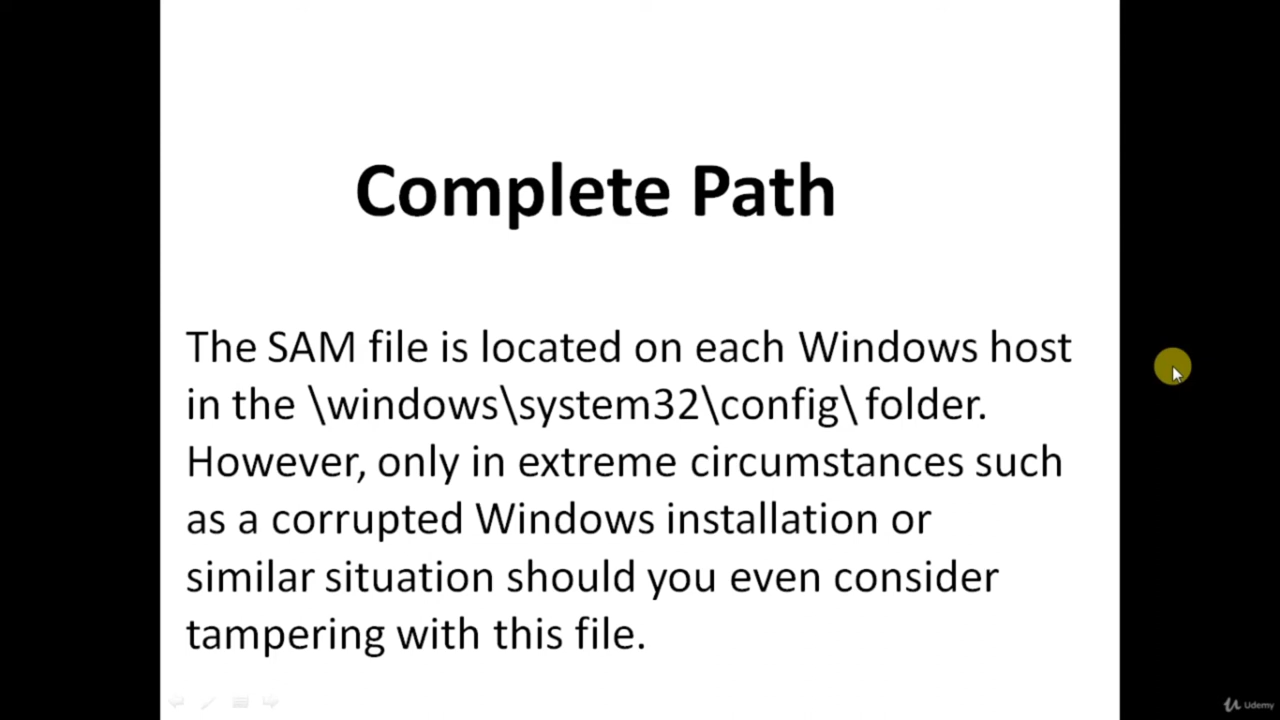 Complete Path
The SAM file is located on each Windows host
in the \windows\system32\config\ folder.
However, only in extreme circumstances such
as a corrupted Windows installation or
similar situation should you even consider
tampering with this file.
Udemy